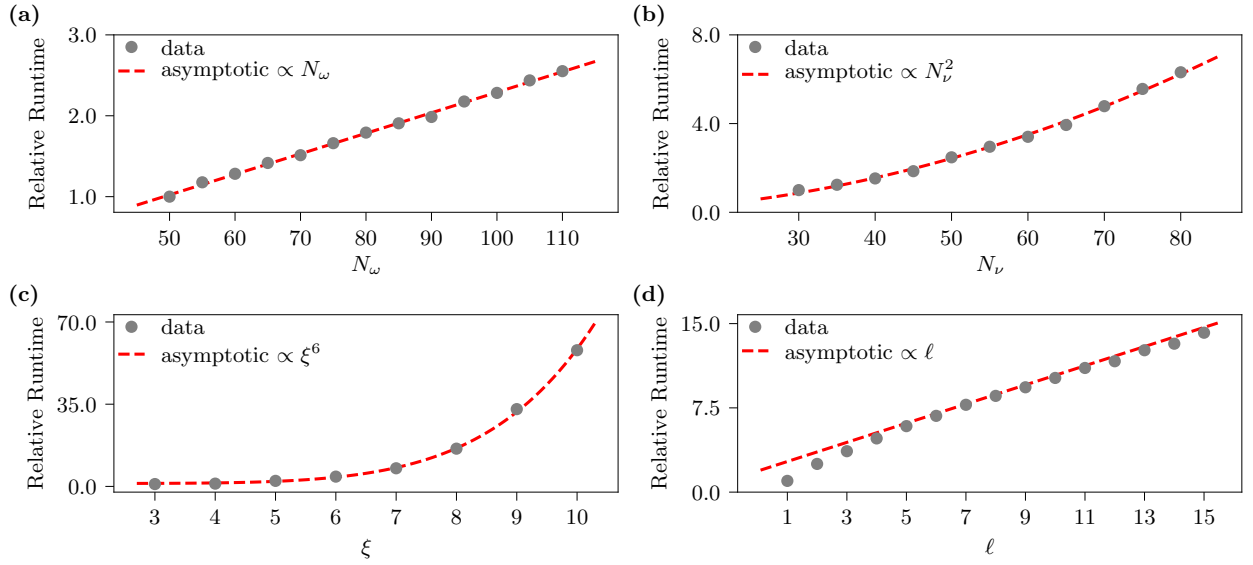 (a)
Relative Runtime
3.0
2.0
1.0
data
asymptotic ∝ N_ω
50 60 70 80 90 100 110
N_ω
(b)
Relative Runtime
8.0
4.0
0.0
data
asymptotic ∝ N_ν^2
30 40 50 60 70 80
N_ν
(c)
Relative Runtime
70.0
35.0
0.0
data
asymptotic ∝ ξ^6
3 4 5 6 7 8 9 10
ξ
(d)
Relative Runtime
15.0
7.5
0.0
data
asymptotic ∝ ℓ
1 3 5 7 9 11 13 15
ℓ